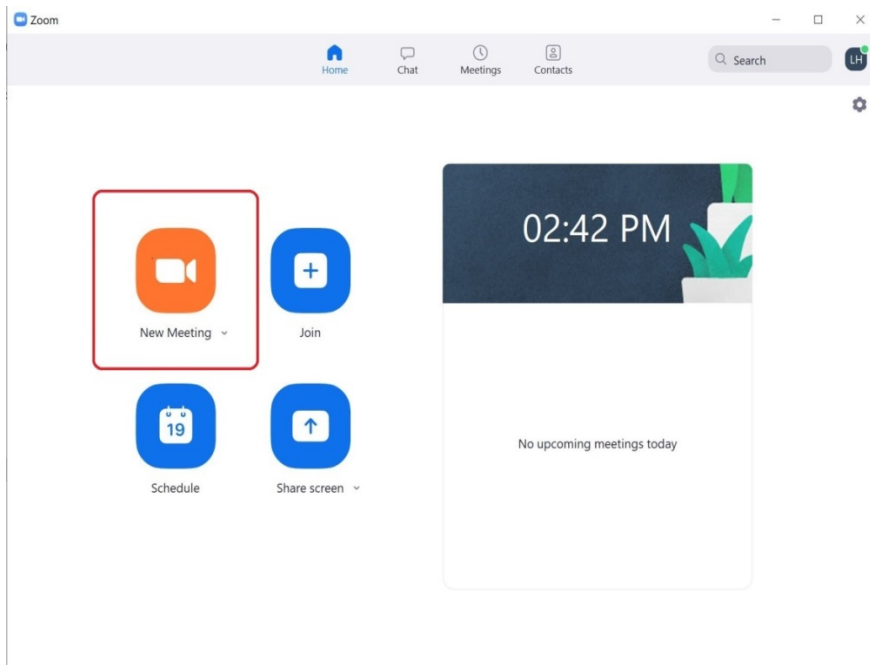 Zoom
Home Chat Meetings Contacts
Search
LH
02:42 PM
New Meeting
Join
19
Schedule
Share screen
No upcoming meetings today